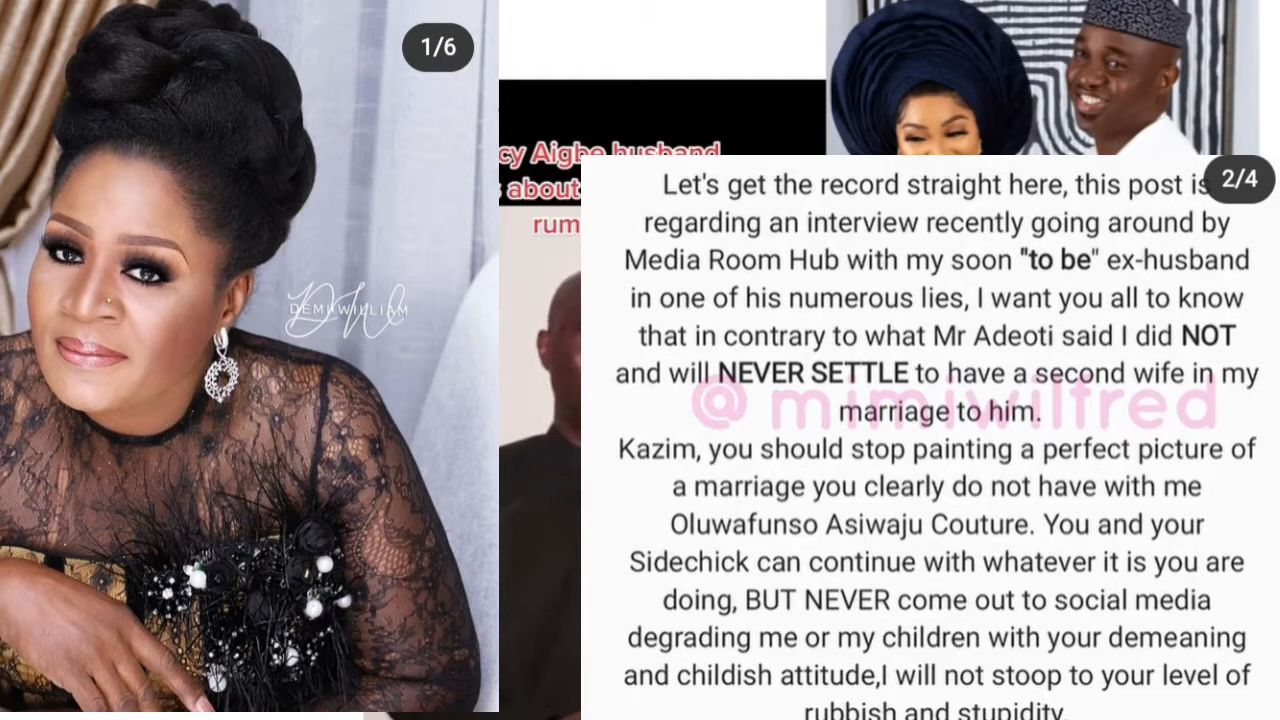 1/6
DEMI WILLIAM
cy Aigbe husband
s about
rum
2/4
Let's get the record straight here, this post is
regarding an interview recently going around by
Media Room Hub with my soon "to be" ex-husband
in one of his numerous lies, I want you all to know
that in contrary to what Mr Adeoti said I did NOT
and will NEVER SETTLE to have a second wife in my
marriage to him.
@mimiwilfred
Kazim, you should stop painting a perfect picture of
a marriage you clearly do not have with me
Oluwafunso Asiwaju Couture. You and your
Sidechick can continue with whatever it is you are
doing, BUT NEVER come out to social media
degrading me or my children with your demeaning
and childish attitude,I will not stoop to your level of
rubbish and stupidity.